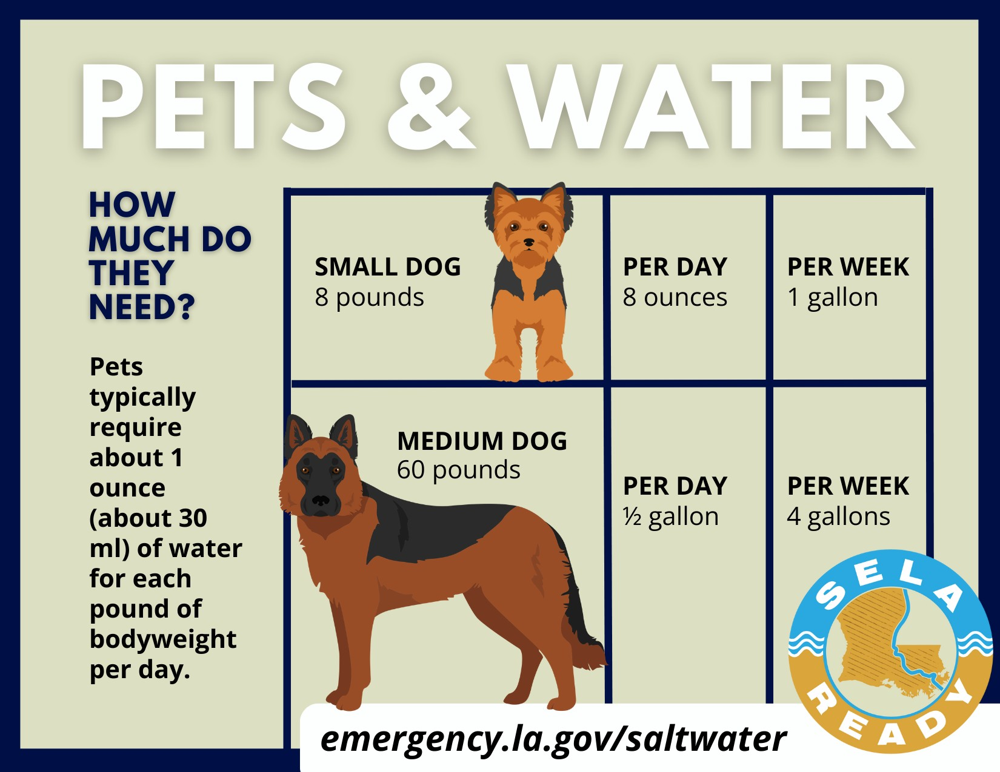 PETS & WATER
HOW
MUCH DO
THEY
NEED?
Pets
typically
require
about 1
ounce
(about 30
ml) of water
for each
pound of
bodyweight
per day.
SMALL DOG
8 pounds
PER DAY
8 ounces
PER WEEK
1 gallon
MEDIUM DOG
60 pounds
PER DAY
½ gallon
PER WEEK
4 gallons
SELA
READY
emergency.la.gov/saltwater